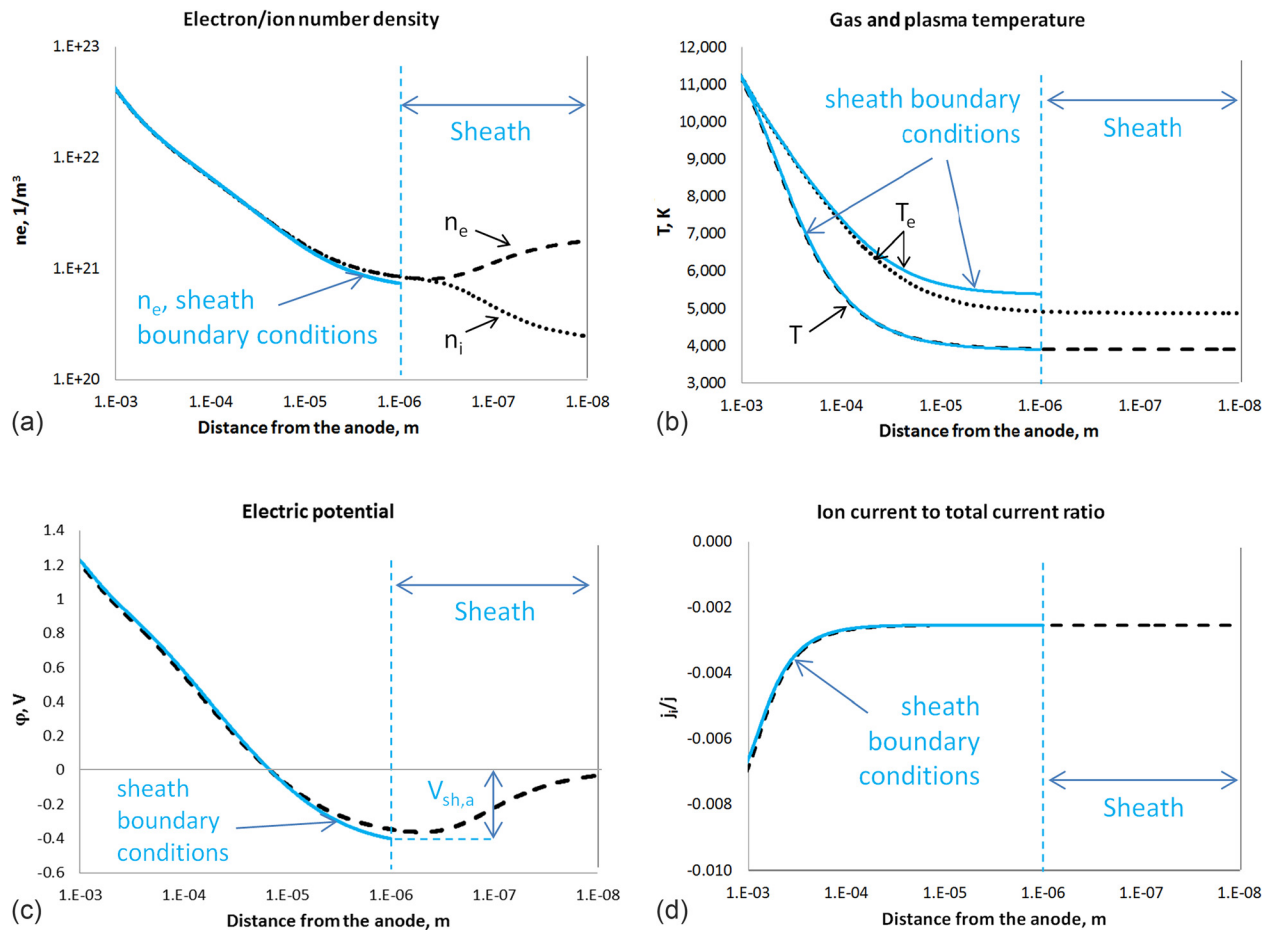 Electron/ion number density
1.E+23
1.E+22
1.E+21
1.E+20
ne, 1/m³
Sheath
n_e
n_e, sheath
boundary conditions
n_i
1.E-03 1.E-04 1.E-05 1.E-06 1.E-07 1.E-08
Distance from the anode, m
(a)
Gas and plasma temperature
12,000
11,000
10,000
9,000
8,000
7,000
6,000
5,000
4,000
3,000
T, K
sheath boundary
conditions
Sheath
T_e
T
1.E-03 1.E-04 1.E-05 1.E-06 1.E-07 1.E-08
Distance from the anode, m
(b)
Electric potential
1.4
1.2
1
0.8
0.6
0.4
0.2
0
-0.2
-0.4
-0.6
φ, V
Sheath
V_sh,a
sheath
boundary
conditions
1.E-03 1.E-04 1.E-05 1.E-06 1.E-07 1.E-08
Distance from the anode, m
(c)
Ion current to total current ratio
0.000
-0.002
-0.004
-0.006
-0.008
-0.010
j_i/j
sheath
boundary
conditions
Sheath
1.E-03 1.E-04 1.E-05 1.E-06 1.E-07 1.E-08
Distance from the anode, m
(d)